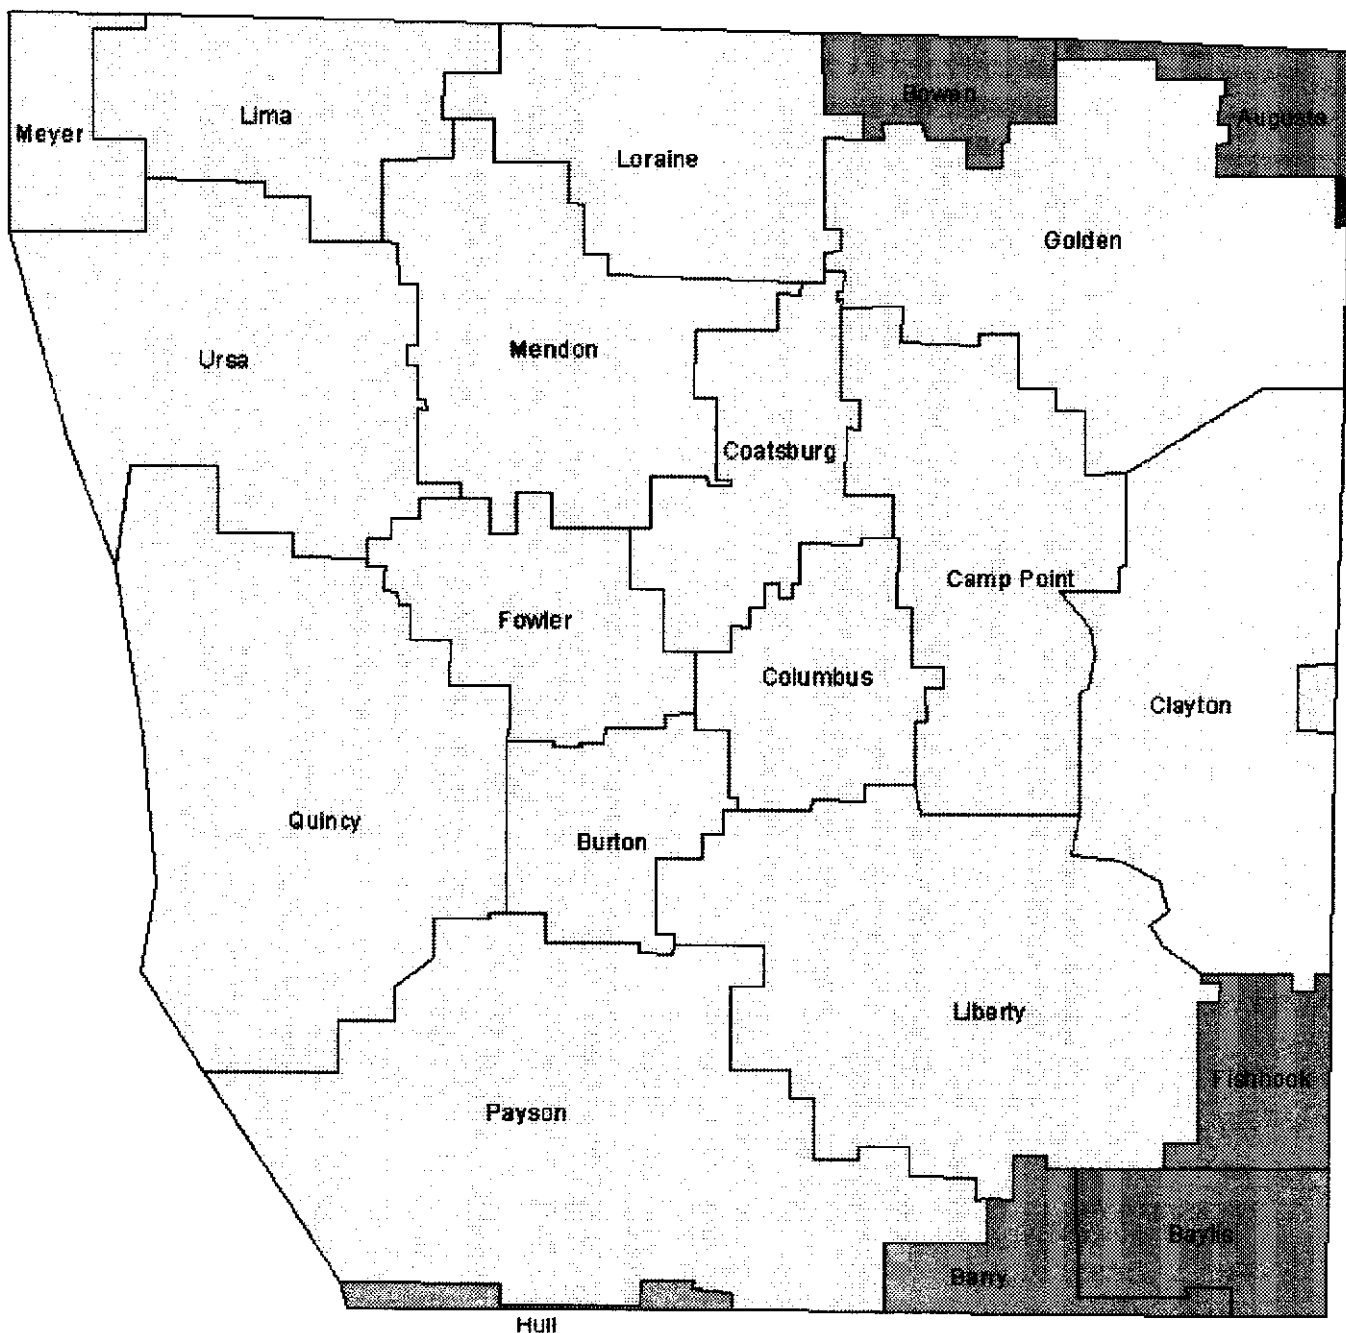 Bowen
Augusta
Lima
Meyer
Loraine
Golden
Ursa
Mendon
Coatsburg
Camp Point
Fowler
Columbus
Clayton
Quincy
Burton
Liberty
Fishhook
Payson
Baylis
Barry
Hull